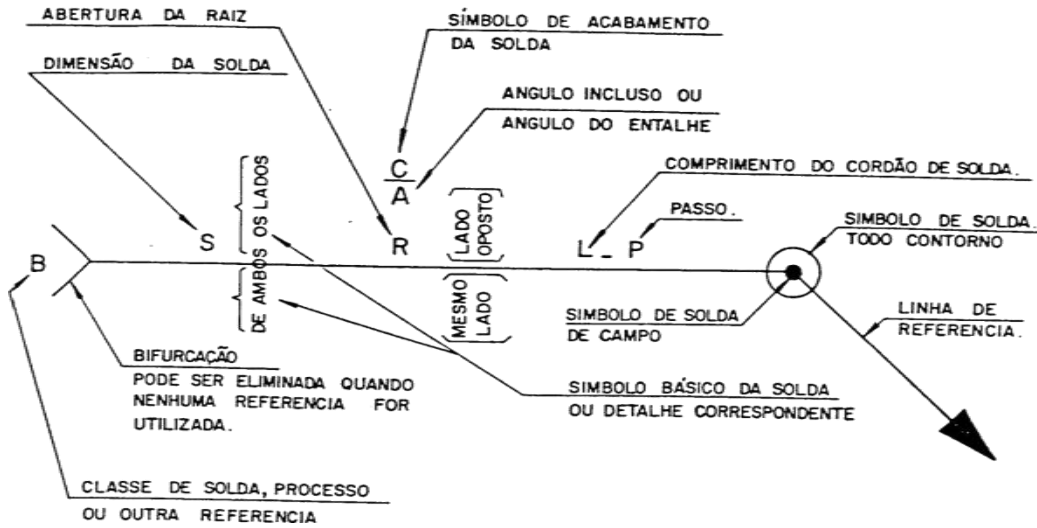 ABERTURA DA RAIZ
SÍMBOLO DE ACABAMENTO
DA SOLDA
DIMENSÃO DA SOLDA
ANGULO INCLUSO OU
ANGULO DO ENTALHE
C
A
COMPRIMENTO DO CORDÃO DE SOLDA.
PASSO.
SIMBOLO DE SOLDA.
TODO CONTORNO
S
DE AMBOS OS LADOS
R
LADO
OPOSTO
L - P
B
MESMO
LADO
SIMBOLO DE SOLDA
DE CAMPO
LINHA DE
REFERENCIA.
BIFURCAÇÃO
PODE SER ELIMINADA QUANDO
NENHUMA REFERENCIA FOR
UTILIZADA.
SIMBOLO BÁSICO DA SOLDA
OU DETALHE CORRESPONDENTE
CLASSE DE SOLDA, PROCESSO
OU OUTRA REFERENCIA